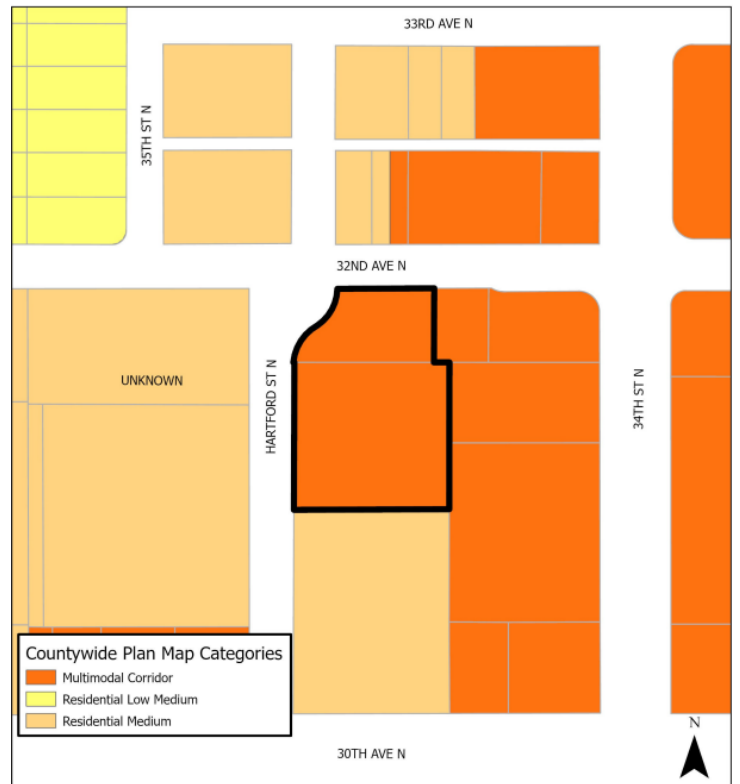 33RD AVE N
35TH ST N
32ND AVE N
UNKNOWN
HARTFORD ST N
34TH ST N
Countywide Plan Map Categories
Multimodal Corridor
Residential Low Medium
Residential Medium
N
30TH AVE N